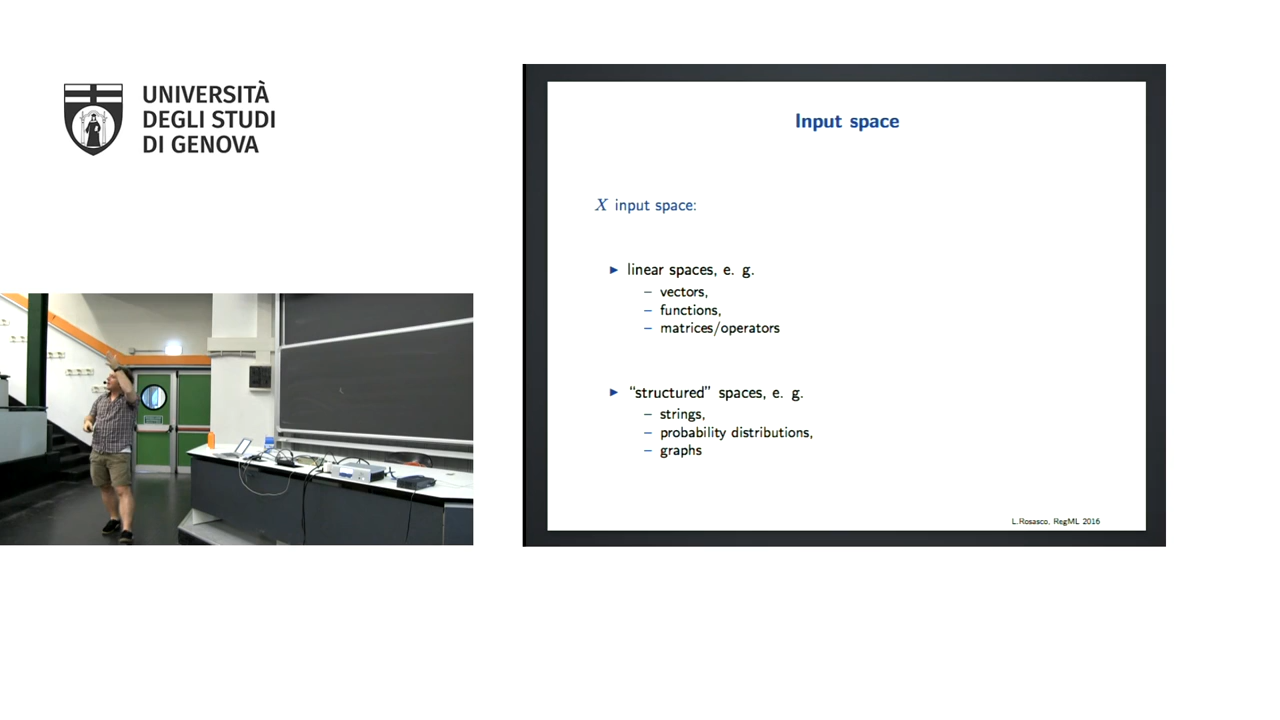 UNIVERSITÀ
DEGLI STUDI
DI GENOVA
Input space
X input space:
► linear spaces, e. g.
– vectors,
– functions,
– matrices/operators
► “structured” spaces, e. g.
– strings,
– probability distributions,
– graphs
L.Rosasco, RegML 2016